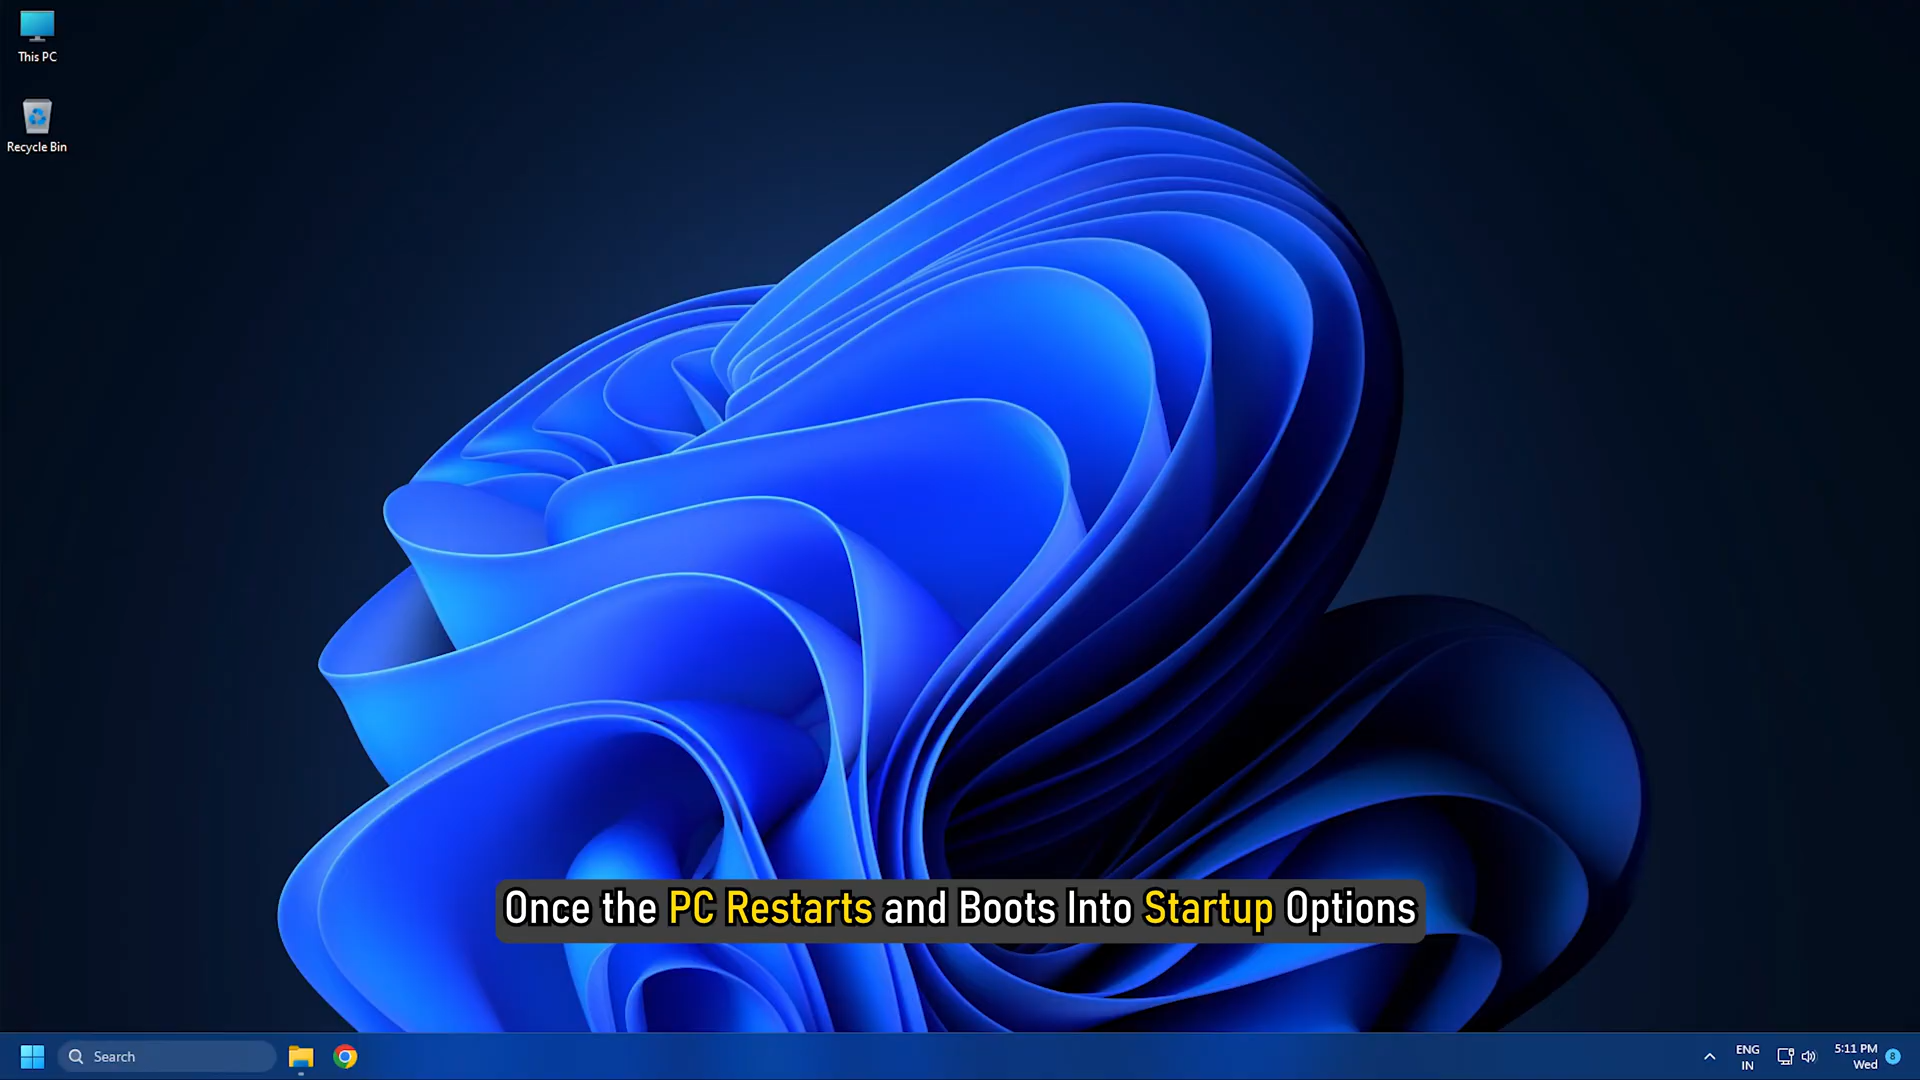 This PC
Recycle Bin
Once the PC Restarts and Boots Into Startup Options
Search
ENG
IN
5:11 PM
Wed
8